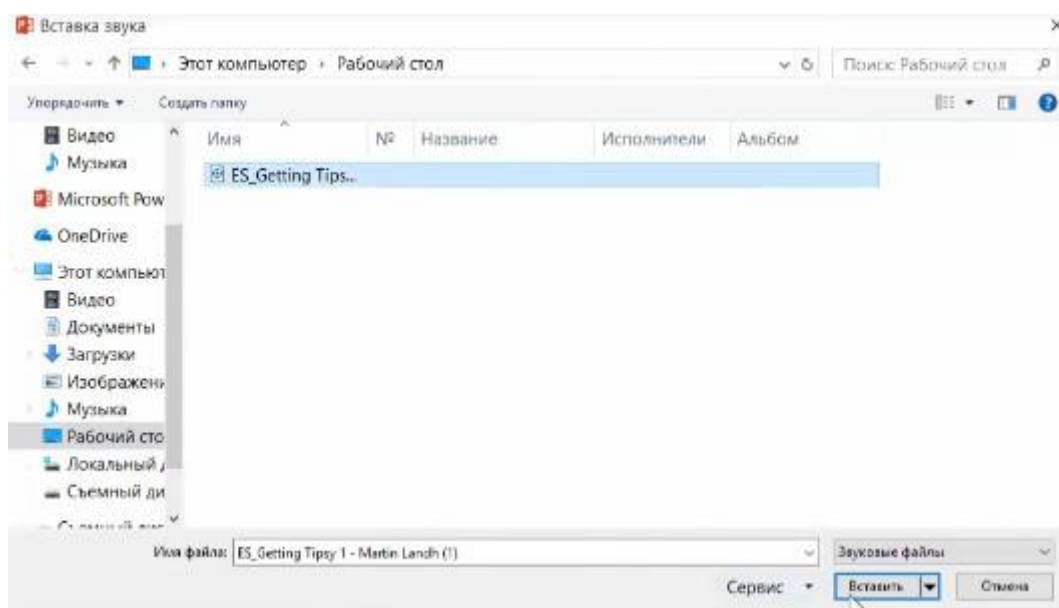 Вставка звука
Этот компьютер › Рабочий стол
Поиск: Рабочий стол
Упорядочить
Создать папку
Имя № Название Исполнители Альбом
ES_Getting Tips...
Видео
Музыка
Microsoft Pow
OneDrive
Этот компьют
Видео
Документы
Загрузки
Изображени
Музыка
Рабочий сто
Локальный д
Съемный ди
Имя файла: ES_Getting Tipsy 1 - Martin Landh (1) Звуковые файлы
Сервис Вставить Отмена